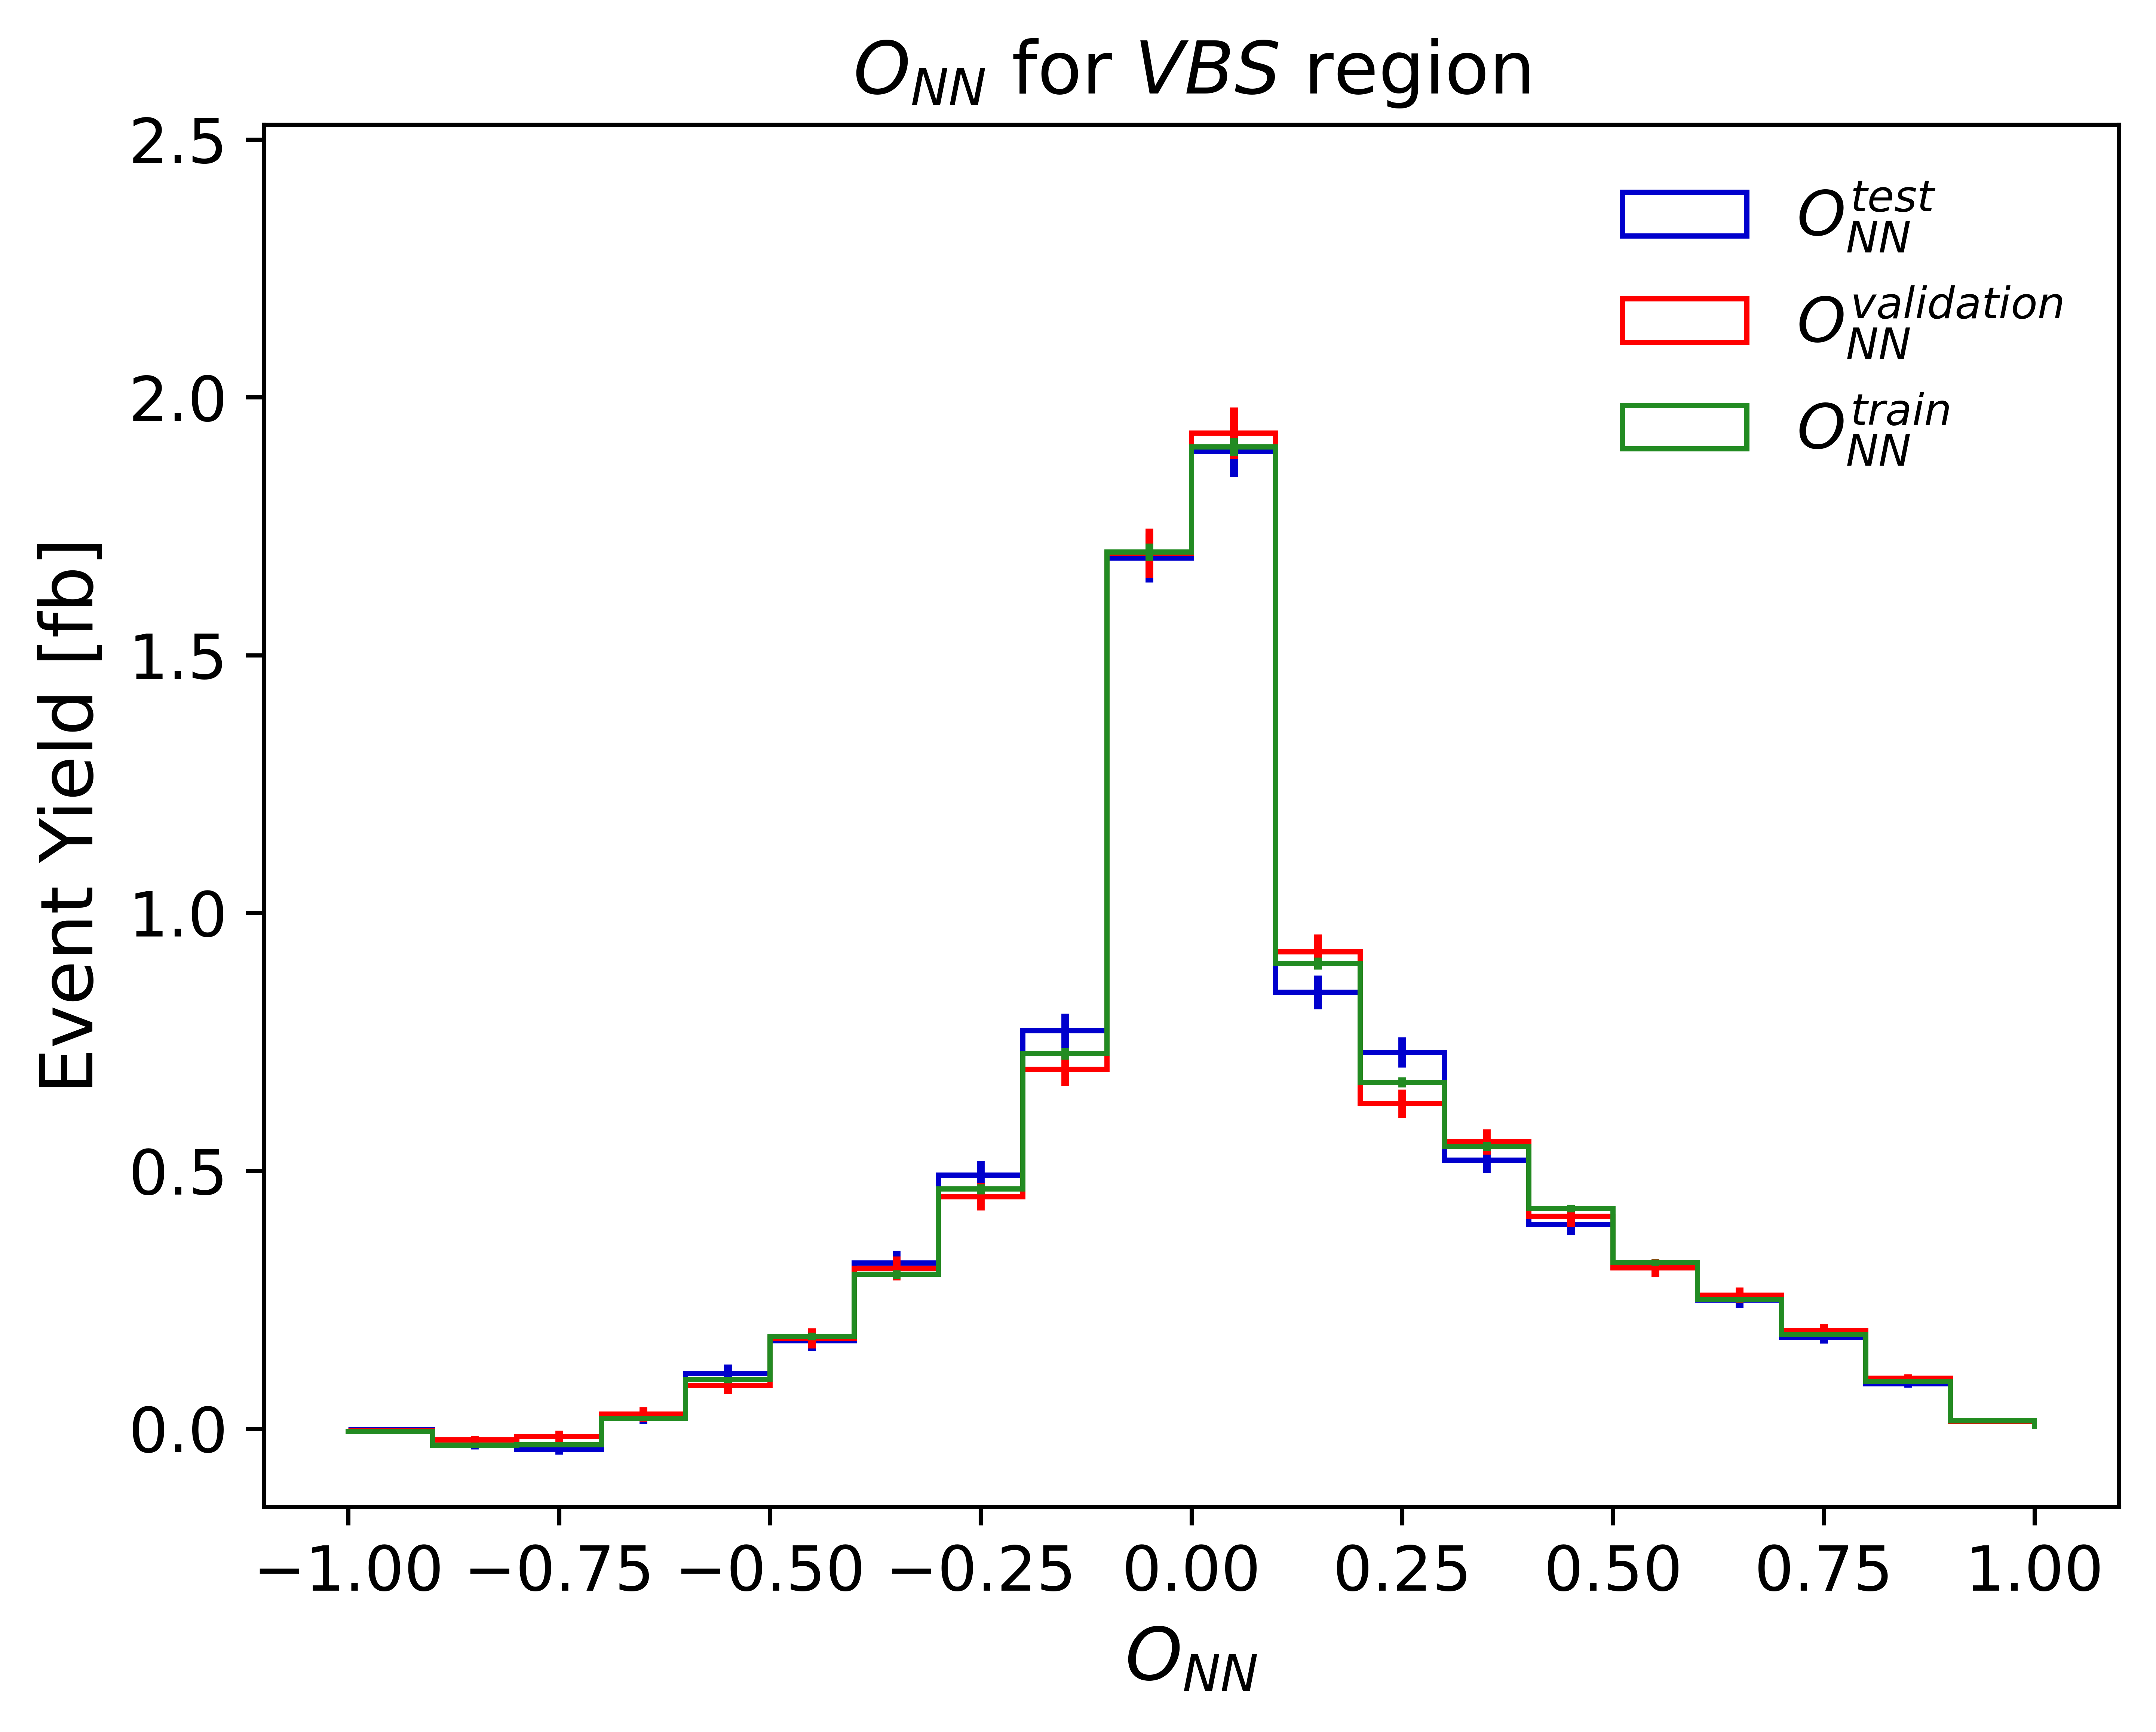 O_NN for VBS region
2.5
2.0
1.5
1.0
0.5
0.0
Event Yield [fb]
O_NN^test
O_NN^validation
O_NN^train
−1.00 −0.75 −0.50 −0.25 0.00 0.25 0.50 0.75 1.00
O_NN